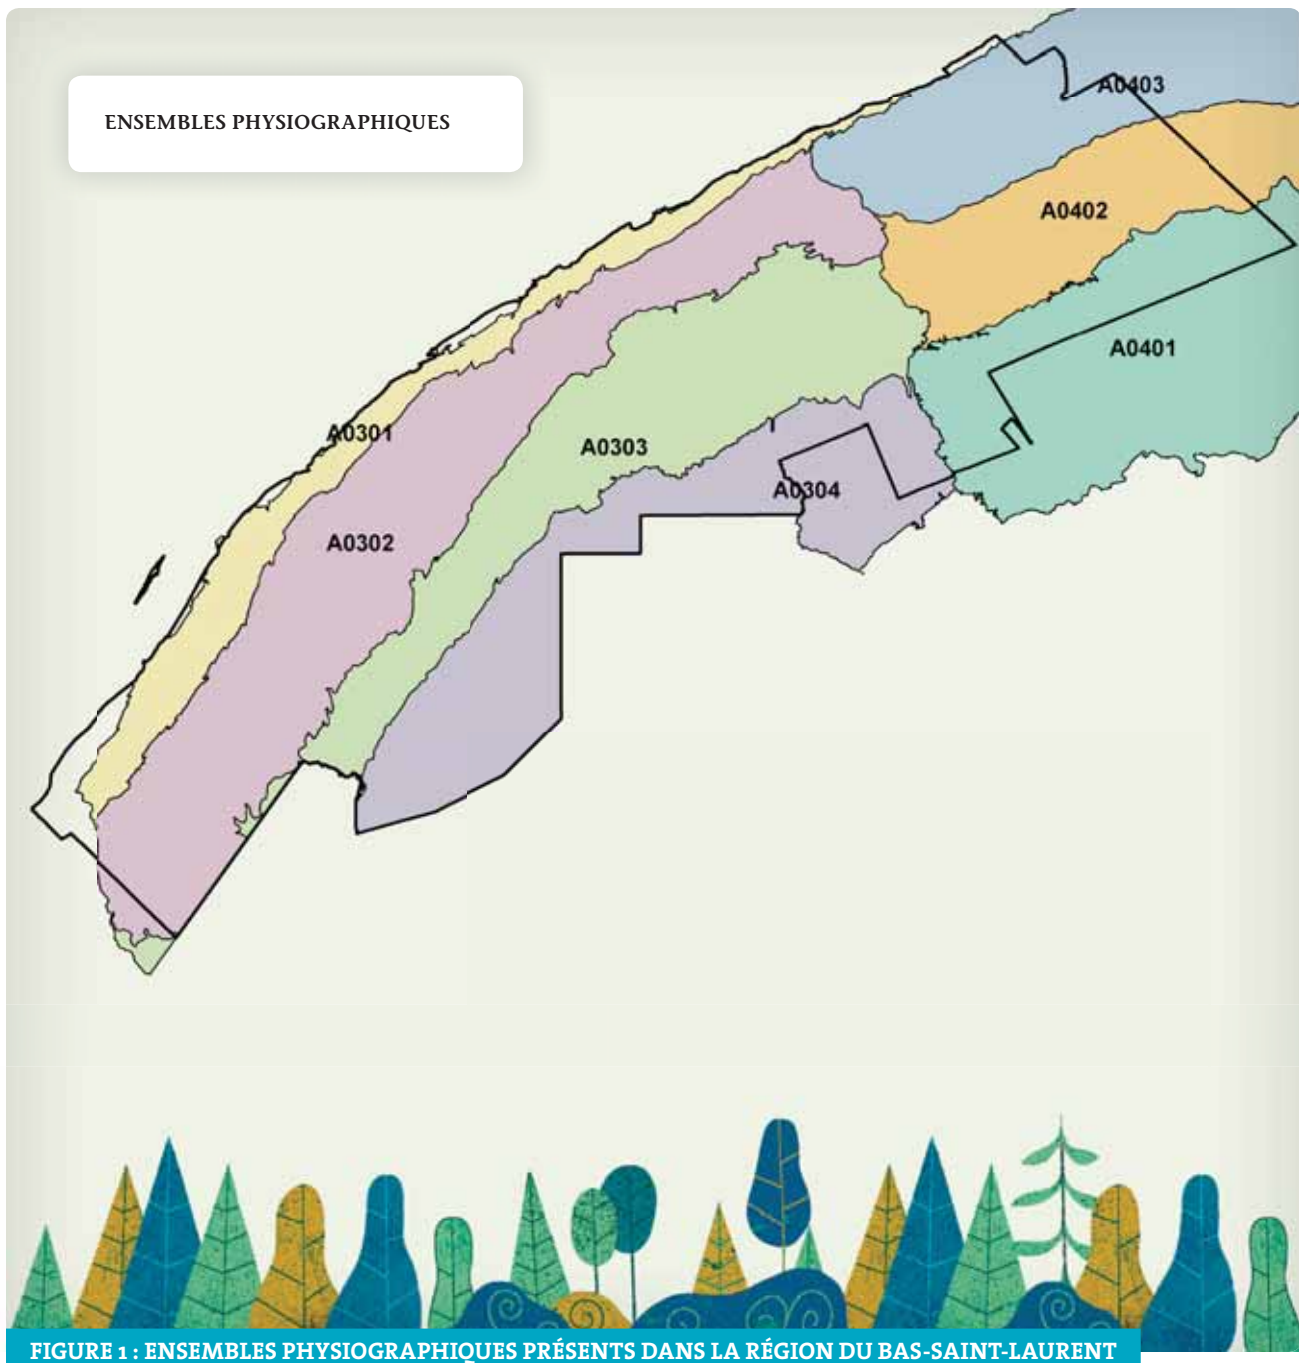 ENSEMBLES PHYSIOGRAPHIQUES
A0403
A0402
A0401
A0301
A0303
A0304
A0302
FIGURE 1 : ENSEMBLES PHYSIOGRAPHIQUES PRÉSENTS DANS LA RÉGION DU BAS-SAINT-LAURENT